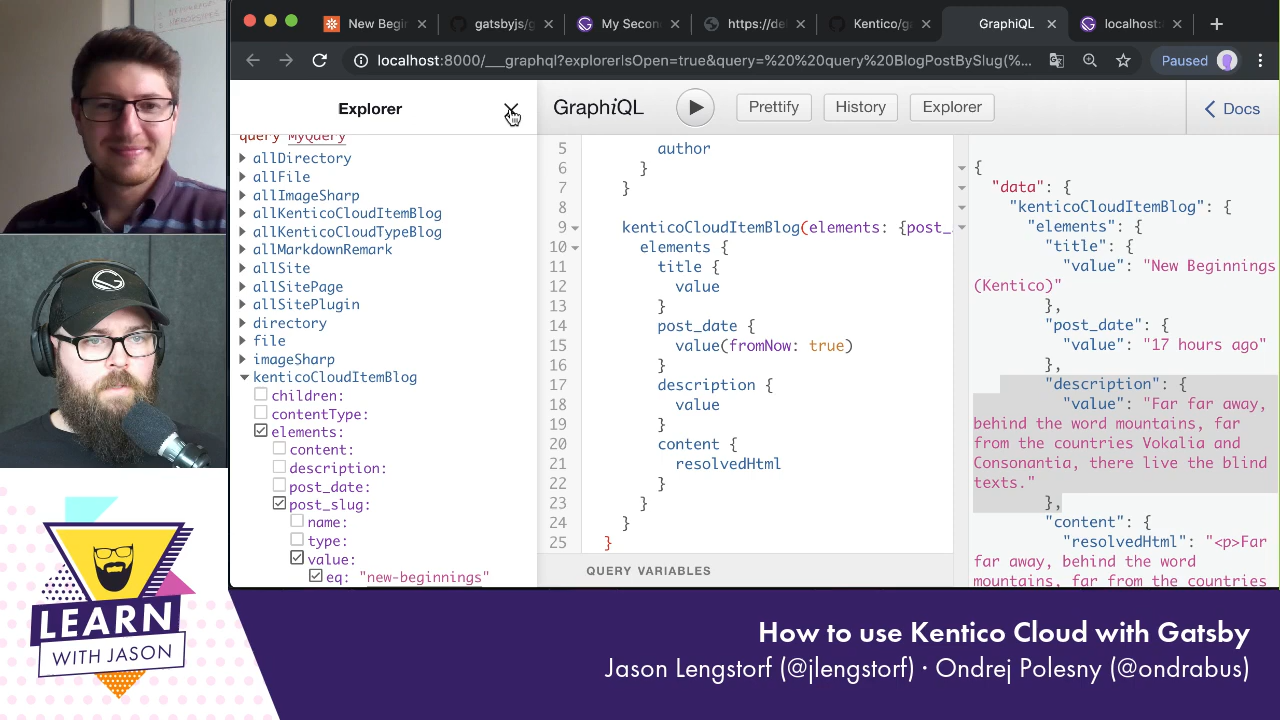 New Begin
gatsbyjs/g
My Secon
https://del
Kentico/ga
GraphiQL
localhost:
localhost:8000/___graphql?explorerIsOpen=true&query=%20%20query%20BlogPostBySlug(%...
Paused
Explorer
GraphiQL
Prettify
History
Explorer
Docs
query MyQuery
allDirectory
allFile
allImageSharp
allKenticoCloudItemBlog
allKenticoCloudTypeBlog
allMarkdownRemark
allSite
allSitePage
allSitePlugin
directory
file
imageSharp
kenticoCloudItemBlog
children:
contentType:
elements:
content:
description:
post_date:
post_slug:
name:
type:
value:
eq: "new-beginnings"
5 author
6 }
7 }
8
9 kenticoCloudItemBlog(elements: {post_
10 elements {
11 title {
12 value
13 }
14 post_date {
15 value(fromNow: true)
16 }
17 description {
18 value
19 }
20 content {
21 resolvedHtml
22 }
23 }
24 }
25 }
QUERY VARIABLES
{
"data": {
"kenticoCloudItemBlog": {
"elements": {
"title": {
"value": "New Beginnings
(Kentico)"
},
"post_date": {
"value": "17 hours ago"
},
"description": {
"value": "Far far away,
behind the word mountains, far
from the countries Vokalia and
Consonantia, there live the blind
texts."
},
"content": {
"resolvedHtml": "<p>Far
far away, behind the word
mountains, far from the countries
LEARN
WITH JASON
How to use Kentico Cloud with Gatsby
Jason Lengstorf (@jlengstorf) · Ondrej Polesny (@ondrabus)